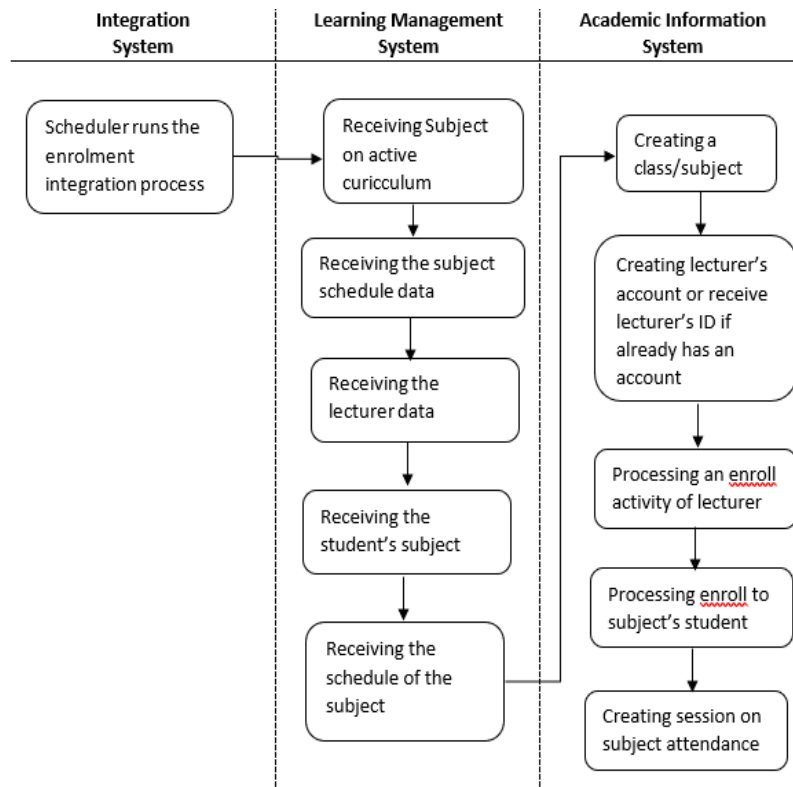 Integration
System
Learning Management
System
Academic Information
System
Scheduler runs the
enrolment
integration process
Receiving Subject
on active
curicculum
Receiving the subject
schedule data
Receiving the
lecturer data
Receiving the
student's subject
Receiving the
schedule of the
subject
Creating a
class/subject
Creating lecturer's
account or receive
lecturer's ID if
already has an
account
Processing an enroll
activity of lecturer
Processing enroll to
subject's student
Creating session on
subject attendance